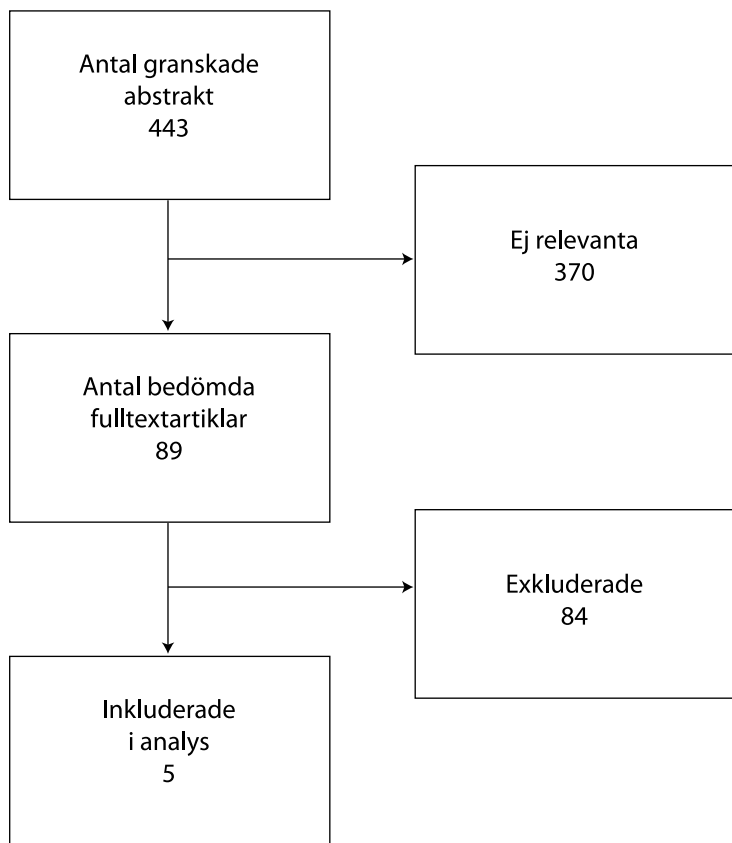 Antal granskade
abstrakt
443
Ej relevanta
370
Antal bedömda
fulltextartiklar
89
Exkluderade
84
Inkluderade
i analys
5